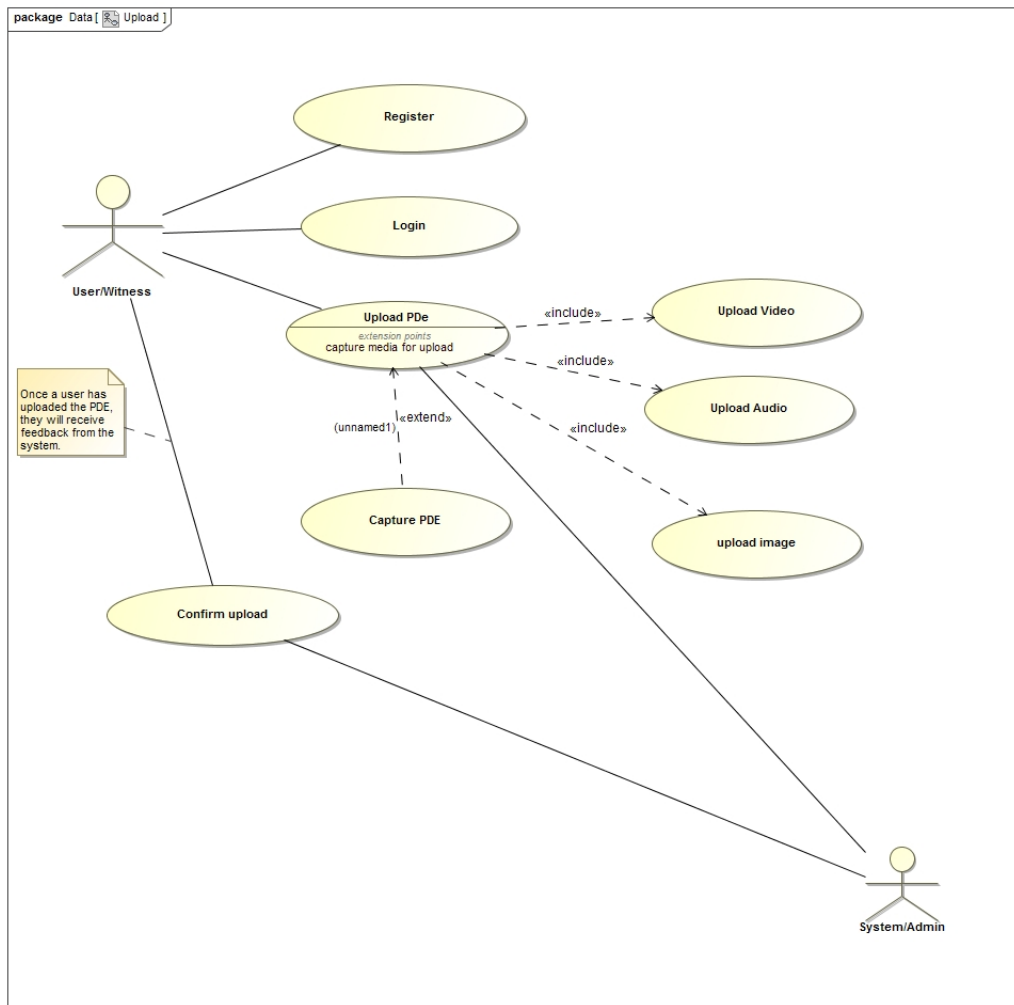 package Data [ Upload ]
Register
Login
User/Witness
Upload PDe
extension points
capture media for upload
«include»
Upload Video
«include»
Upload Audio
«include»
upload image
(unnamed1)
«extend»
Capture PDE
Once a user has
uploaded the PDE,
they will receive
feedback from the
system.
Confirm upload
System/Admin